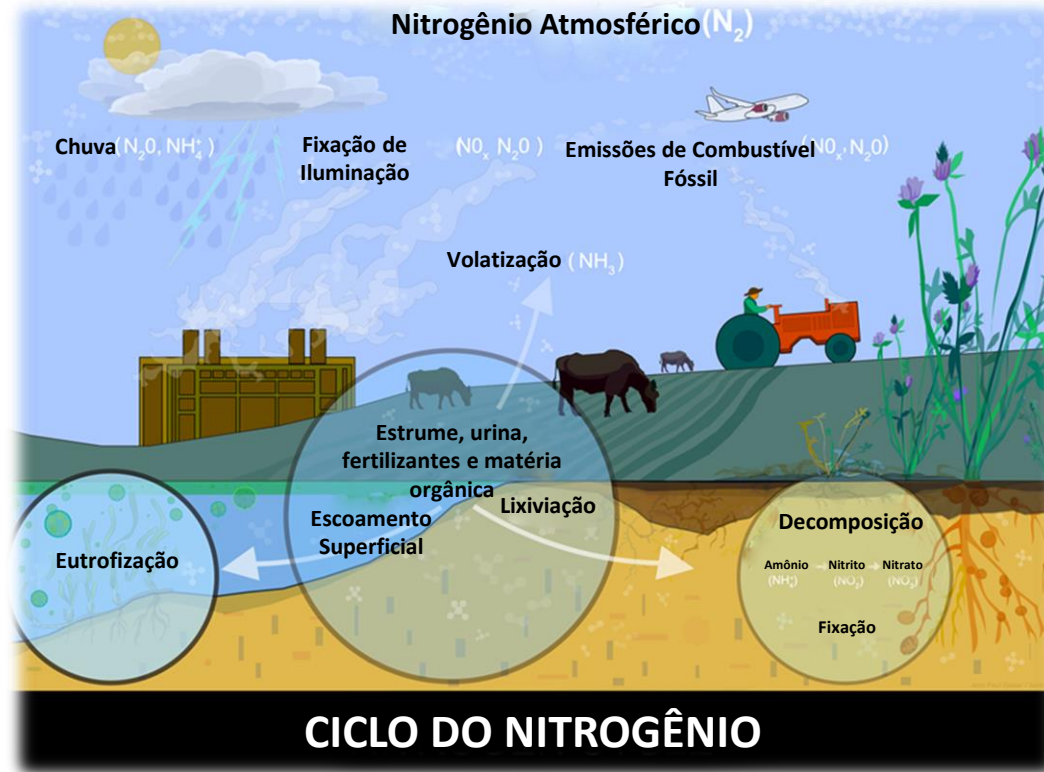 Nitrogênio Atmosférico (N₂)
Chuva (N₂0, NH₄⁺)
Fixação de
Iluminação
(N0ₓ N₂0)
Emissões de Combustível (N0ₓ, N₂0)
Fóssil
Volatização (NH₃)
Estrume, urina,
fertilizantes e matéria
orgânica
Lixiviação
Escoamento
Superficial
Eutrofização
Decomposição
Amônio → Nitrito → Nitrato
(NH₄⁺) (NO₂⁻) (NO₃⁻)
Fixação
CICLO DO NITROGÊNIO